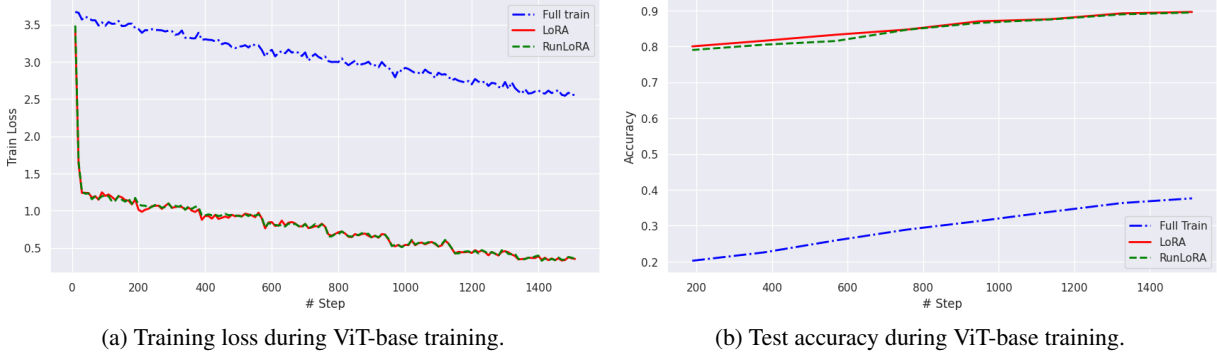 3.5
3.0
2.5
2.0
1.5
1.0
0.5
Train Loss
0 200 400 600 800 1000 1200 1400
# Step
Full train
LoRA
RunLoRA
(a) Training loss during ViT-base training.
0.9
0.8
0.7
0.6
0.5
0.4
0.3
0.2
Accuracy
200 400 600 800 1000 1200 1400
# Step
Full Train
LoRA
RunLoRA
(b) Test accuracy during ViT-base training.